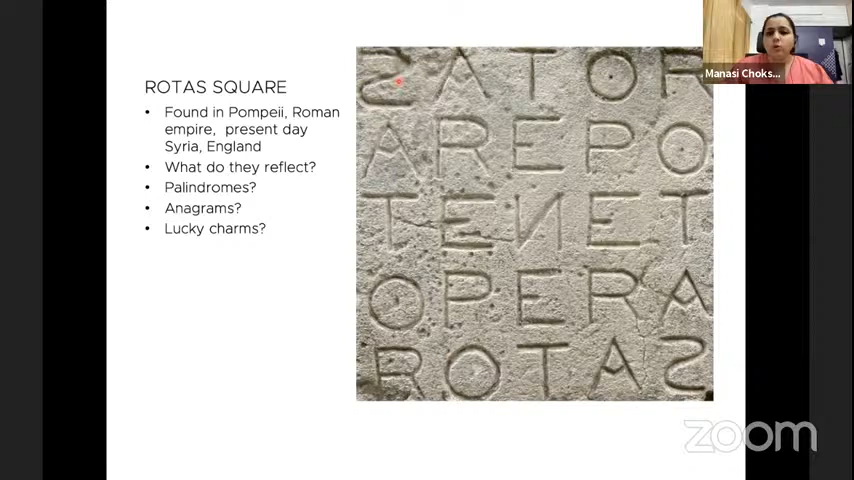 Manasi Choks...
ROTAS SQUARE
• Found in Pompeii, Roman
empire, present day
Syria, England
• What do they reflect?
• Palindromes?
• Anagrams?
• Lucky charms?
SATOR
AREPO
TENET
OPERA
ROTAS
zoom